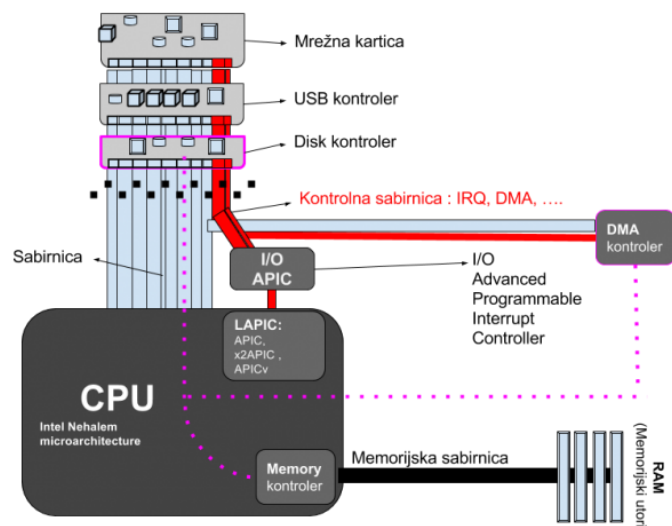 Mrežna kartica
USB kontroler
Disk kontroler
Kontrolna sabirnica : IRQ, DMA, ....
Sabirnica
DMA
kontroler
I/O
APIC
I/O
Advanced
Programmable
Interrupt
Controller
LAPIC:
APIC,
x2APIC ,
APICv
CPU
Intel Nehalem
microarchitecture
Memory
kontroler
Memorijska sabirnica
RAM
(Memorijski utori